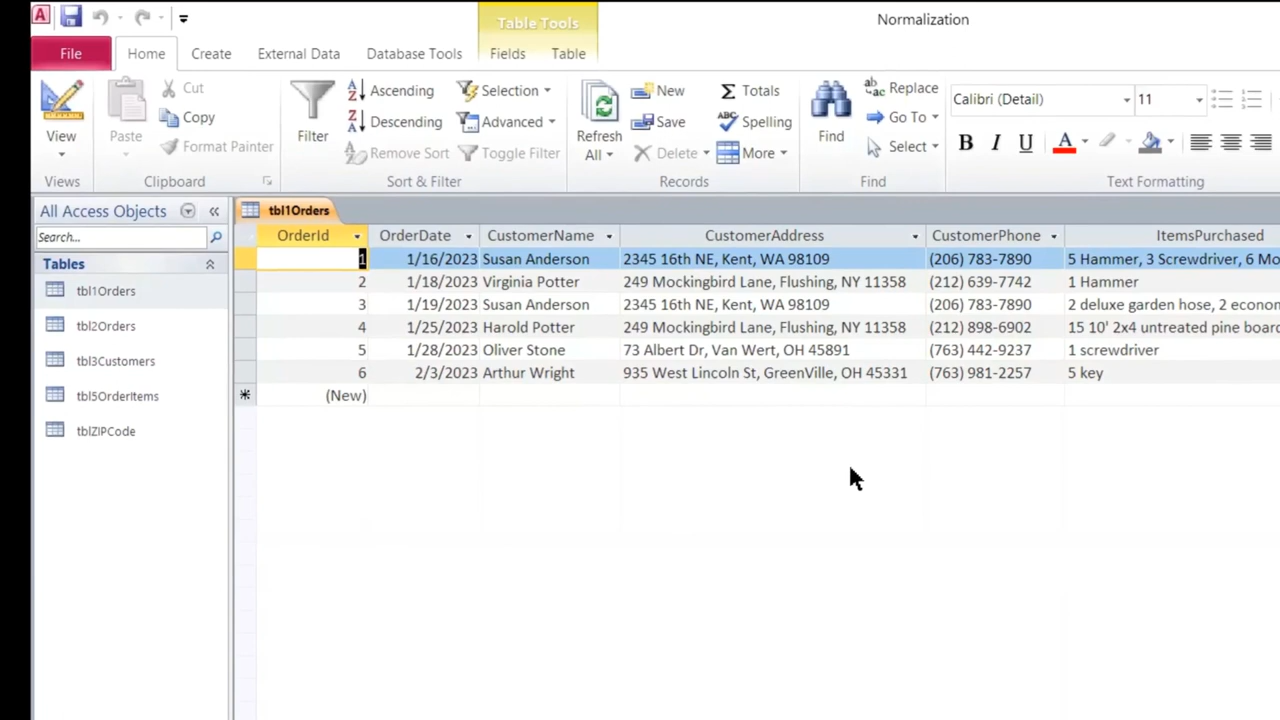 Table Tools
Normalization
File
Home
Create
External Data
Database Tools
Fields
Table
View
Paste
Cut
Copy
Format Painter
Filter
Ascending
Descending
Remove Sort
Selection
Advanced
Toggle Filter
Refresh
All
New
Save
Delete
Totals
Spelling
More
Find
Replace
Go To
Select
Calibri (Detail)
11
B I U A
Views
Clipboard
Sort & Filter
Records
Find
Text Formatting
All Access Objects
Search...
Tables
tbl1Orders
tbl2Orders
tbl3Customers
tbl5OrderItems
tblZIPCode
tbl1Orders
OrderId OrderDate CustomerName CustomerAddress CustomerPhone ItemsPurchased
1 1/16/2023 Susan Anderson 2345 16th NE, Kent, WA 98109 (206) 783-7890 5 Hammer, 3 Screwdriver, 6 Mo
2 1/18/2023 Virginia Potter 249 Mockingbird Lane, Flushing, NY 11358 (212) 639-7742 1 Hammer
3 1/19/2023 Susan Anderson 2345 16th NE, Kent, WA 98109 (206) 783-7890 2 deluxe garden hose, 2 econom
4 1/25/2023 Harold Potter 249 Mockingbird Lane, Flushing, NY 11358 (212) 898-6902 15 10' 2x4 untreated pine board
5 1/28/2023 Oliver Stone 73 Albert Dr, Van Wert, OH 45891 (763) 442-9237 1 screwdriver
6 2/3/2023 Arthur Wright 935 West Lincoln St, GreenVille, OH 45331 (763) 981-2257 5 key
(New)